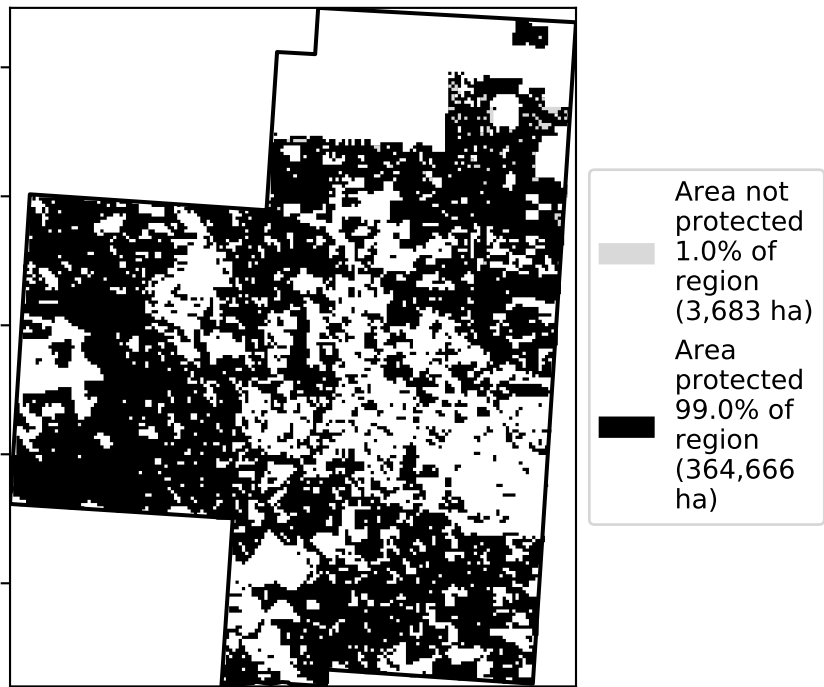 Area not
protected
1.0% of
region
(3,683 ha)
Area
protected
99.0% of
region
(364,666
ha)